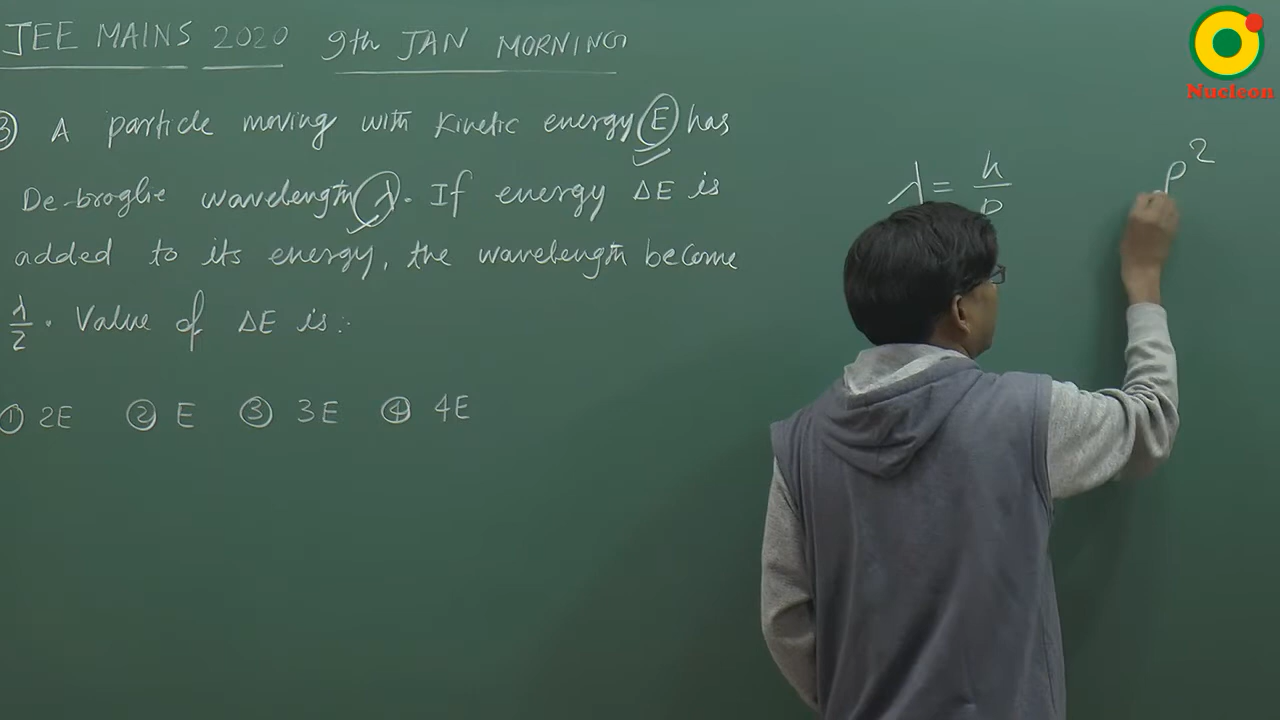 JEE MAINS 2020 9th JAN MORNING
Nucleon
③ A particle moving with Kinetic energy E has
De-broglie wavelength λ. If energy ΔE is
added to its energy, the wavelength become
λ/2. Value of ΔE is:
① 2E ② E ③ 3E ④ 4E
λ = h/p
p²